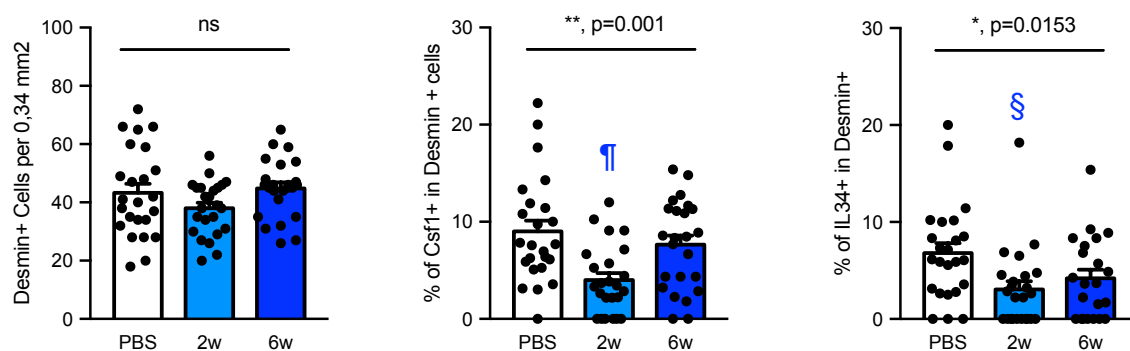 Desmin+ Cells per 0,34 mm2
100
80
60
40
20
0
ns
PBS 2w 6w
% of Csf1+ in Desmin + cells
30
20
10
0
**, p=0.001
¶
PBS 2w 6w
% of IL34+ in Desmin+
30
20
10
0
*, p=0.0153
§
PBS 2w 6w